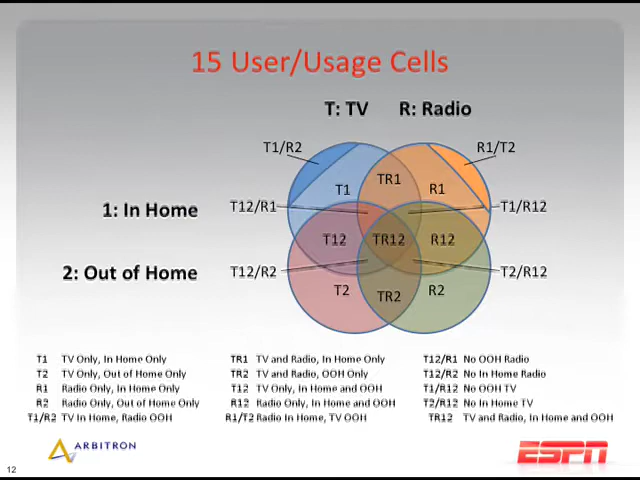 15 User/Usage Cells
T: TV R: Radio
T1/R2 R1/T2
TR1
T1 R1
1: In Home T12/R1 T1/R12
T12 TR12 R12
2: Out of Home T12/R2 T2/R12
T2 TR2 R2
T1 TV Only, In Home Only TR1 TV and Radio, In Home Only T12/R1 No OOH Radio
T2 TV Only, Out of Home Only TR2 TV and Radio, OOH Only T12/R2 No In Home Radio
R1 Radio Only, In Home Only T12 TV Only, In Home and OOH T1/R12 No OOH TV
R2 Radio Only, Out of Home Only R12 Radio Only, In Home and OOH T2/R12 No In Home TV
T1/R2 TV In Home, Radio OOH R1/T2 Radio In Home, TV OOH TR12 TV and Radio, In Home and OOH
ARBITRON ESPN
12